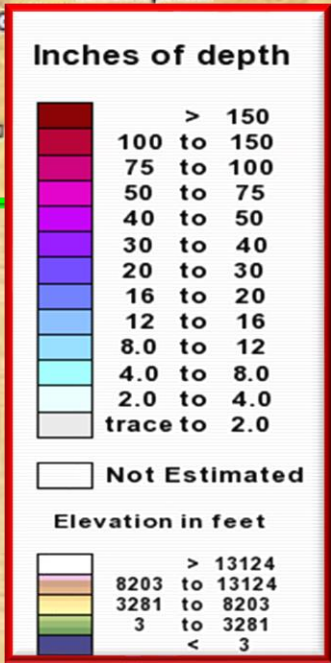 Inches of depth
> 150
100 to 150
75 to 100
50 to 75
40 to 50
30 to 40
20 to 30
16 to 20
12 to 16
8.0 to 12
4.0 to 8.0
2.0 to 4.0
trace to 2.0
Not Estimated
Elevation in feet
> 13124
8203 to 13124
3281 to 8203
3 to 3281
< 3